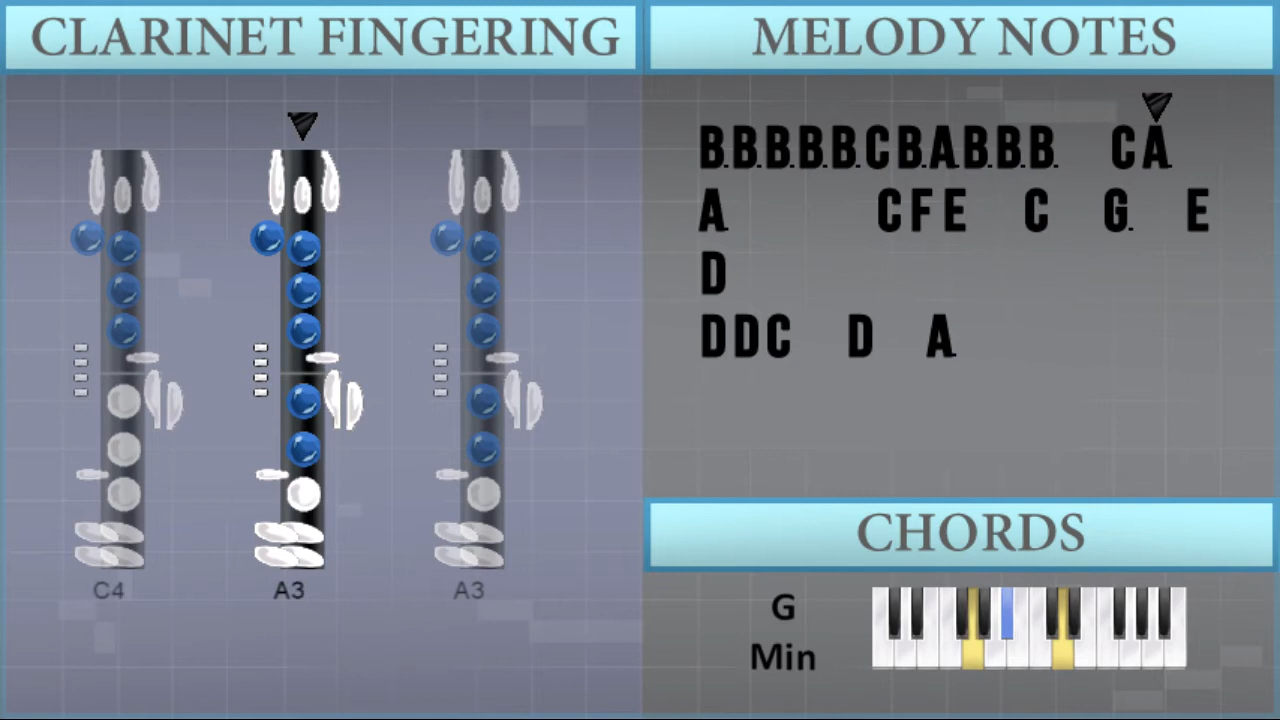 CLARINET FINGERING
C4 A3 A3
MELODY NOTES
B.B.B.B.B.CB.AB.B.B. CA
A. CFE C G. E
D
DDC D A.
CHORDS
G
Min